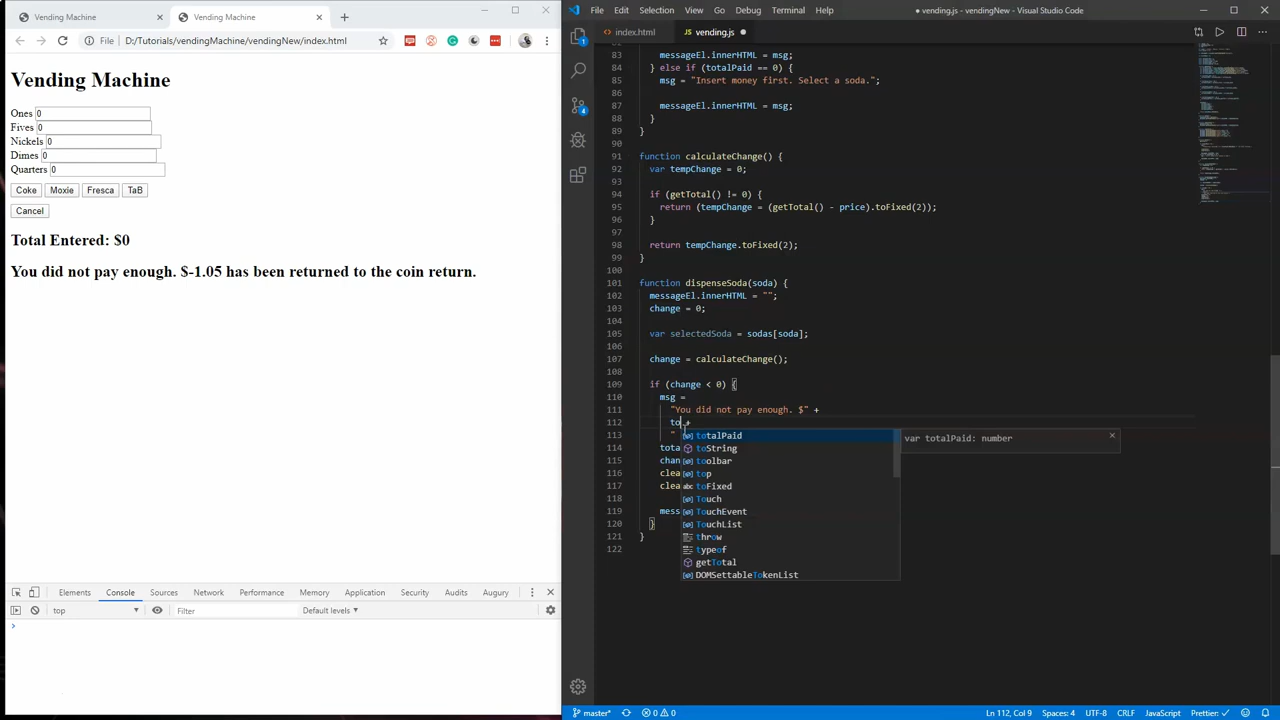 Vending Machine
Vending Machine
File
D:/Tutorials/vendingMachine/vendingNew/index.html
Vending Machine
Ones 0
Fives 0
Nickels 0
Dimes 0
Quarters 0
Coke Moxie Fresca TaB
Cancel
Total Entered: $0
You did not pay enough. $-1.05 has been returned to the coin return.
Elements Console Sources Network Performance Memory Application Security Audits Augury
top Filter Default levels
File Edit Selection View Go Debug Terminal Help
● vending.js - vendingNew - Visual Studio Code
index.html vending.js
1
4
83 messageEl.innerHTML = msg;
84 } else if (totalPaid == 0) {
85 msg = "Insert money first. Select a soda.";
86
87 messageEl.innerHTML = msg;
88 }
89 }
90
91 function calculateChange() {
92 var tempChange = 0;
93
94 if (getTotal() != 0) {
95 return (tempChange = (getTotal() - price).toFixed(2));
96 }
97
98 return tempChange.toFixed(2);
99 }
100
101 function dispenseSoda(soda) {
102 messageEl.innerHTML = "";
103 change = 0;
104
105 var selectedSoda = sodas[soda];
106
107 change = calculateChange();
108
109 if (change < 0) {
110 msg =
111 "You did not pay enough. $" +
112 to +
113 "
114 tota
115 chan
116 clea
117 clea
118
119 mess
120 }
121 }
122
totalPaid
toString
toolbar
top
toFixed
Touch
TouchEvent
TouchList
throw
typeof
getTotal
DOMSettableTokenList
var totalPaid: number
master* 0 0
Ln 112, Col 9 Spaces: 4 UTF-8 CRLF JavaScript Prettier: ✓